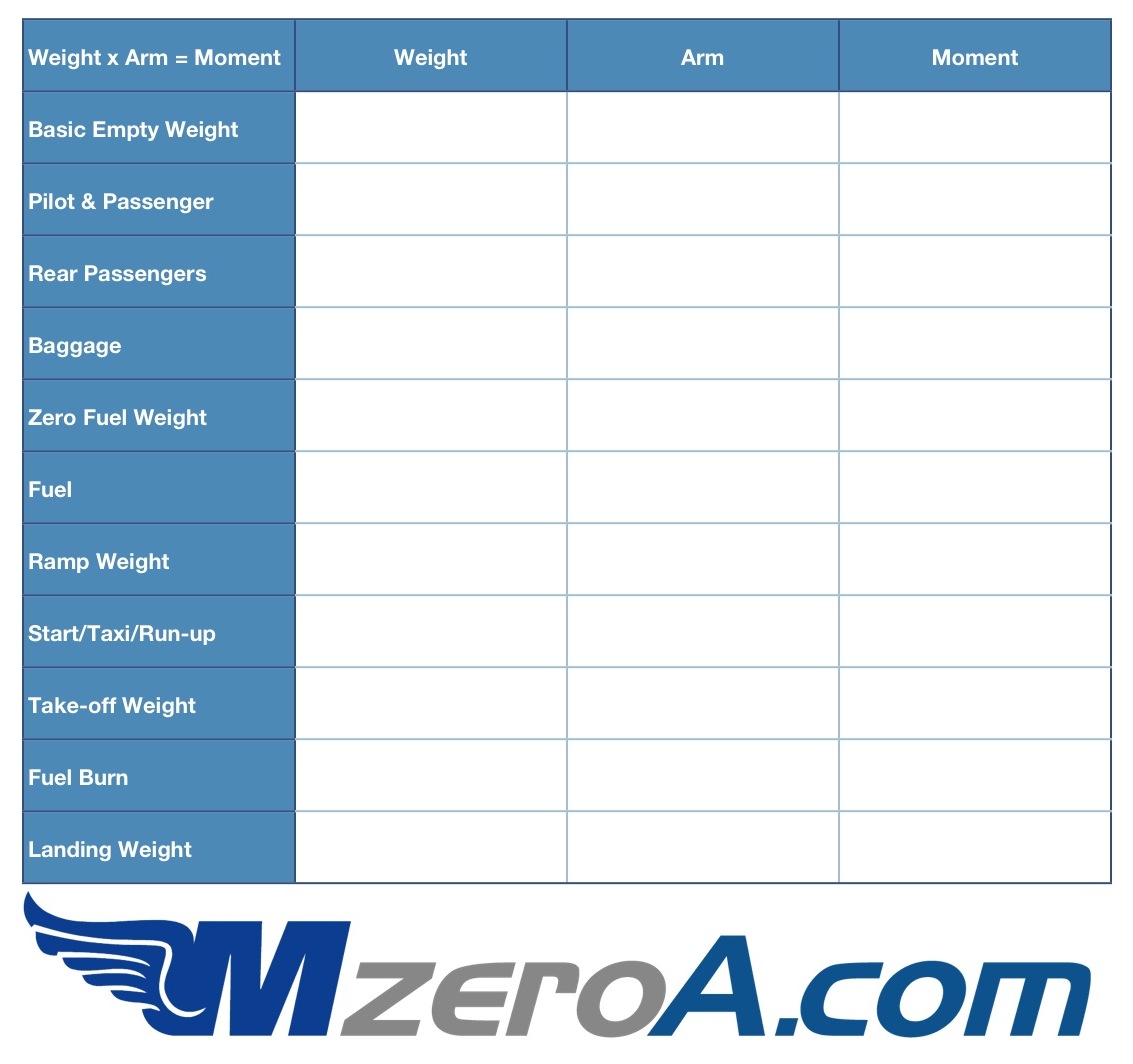 Weight x Arm = Moment Weight Arm Moment
Basic Empty Weight
Pilot & Passenger
Rear Passengers
Baggage
Zero Fuel Weight
Fuel
Ramp Weight
Start/Taxi/Run-up
Take-off Weight
Fuel Burn
Landing Weight
MzeroA.com